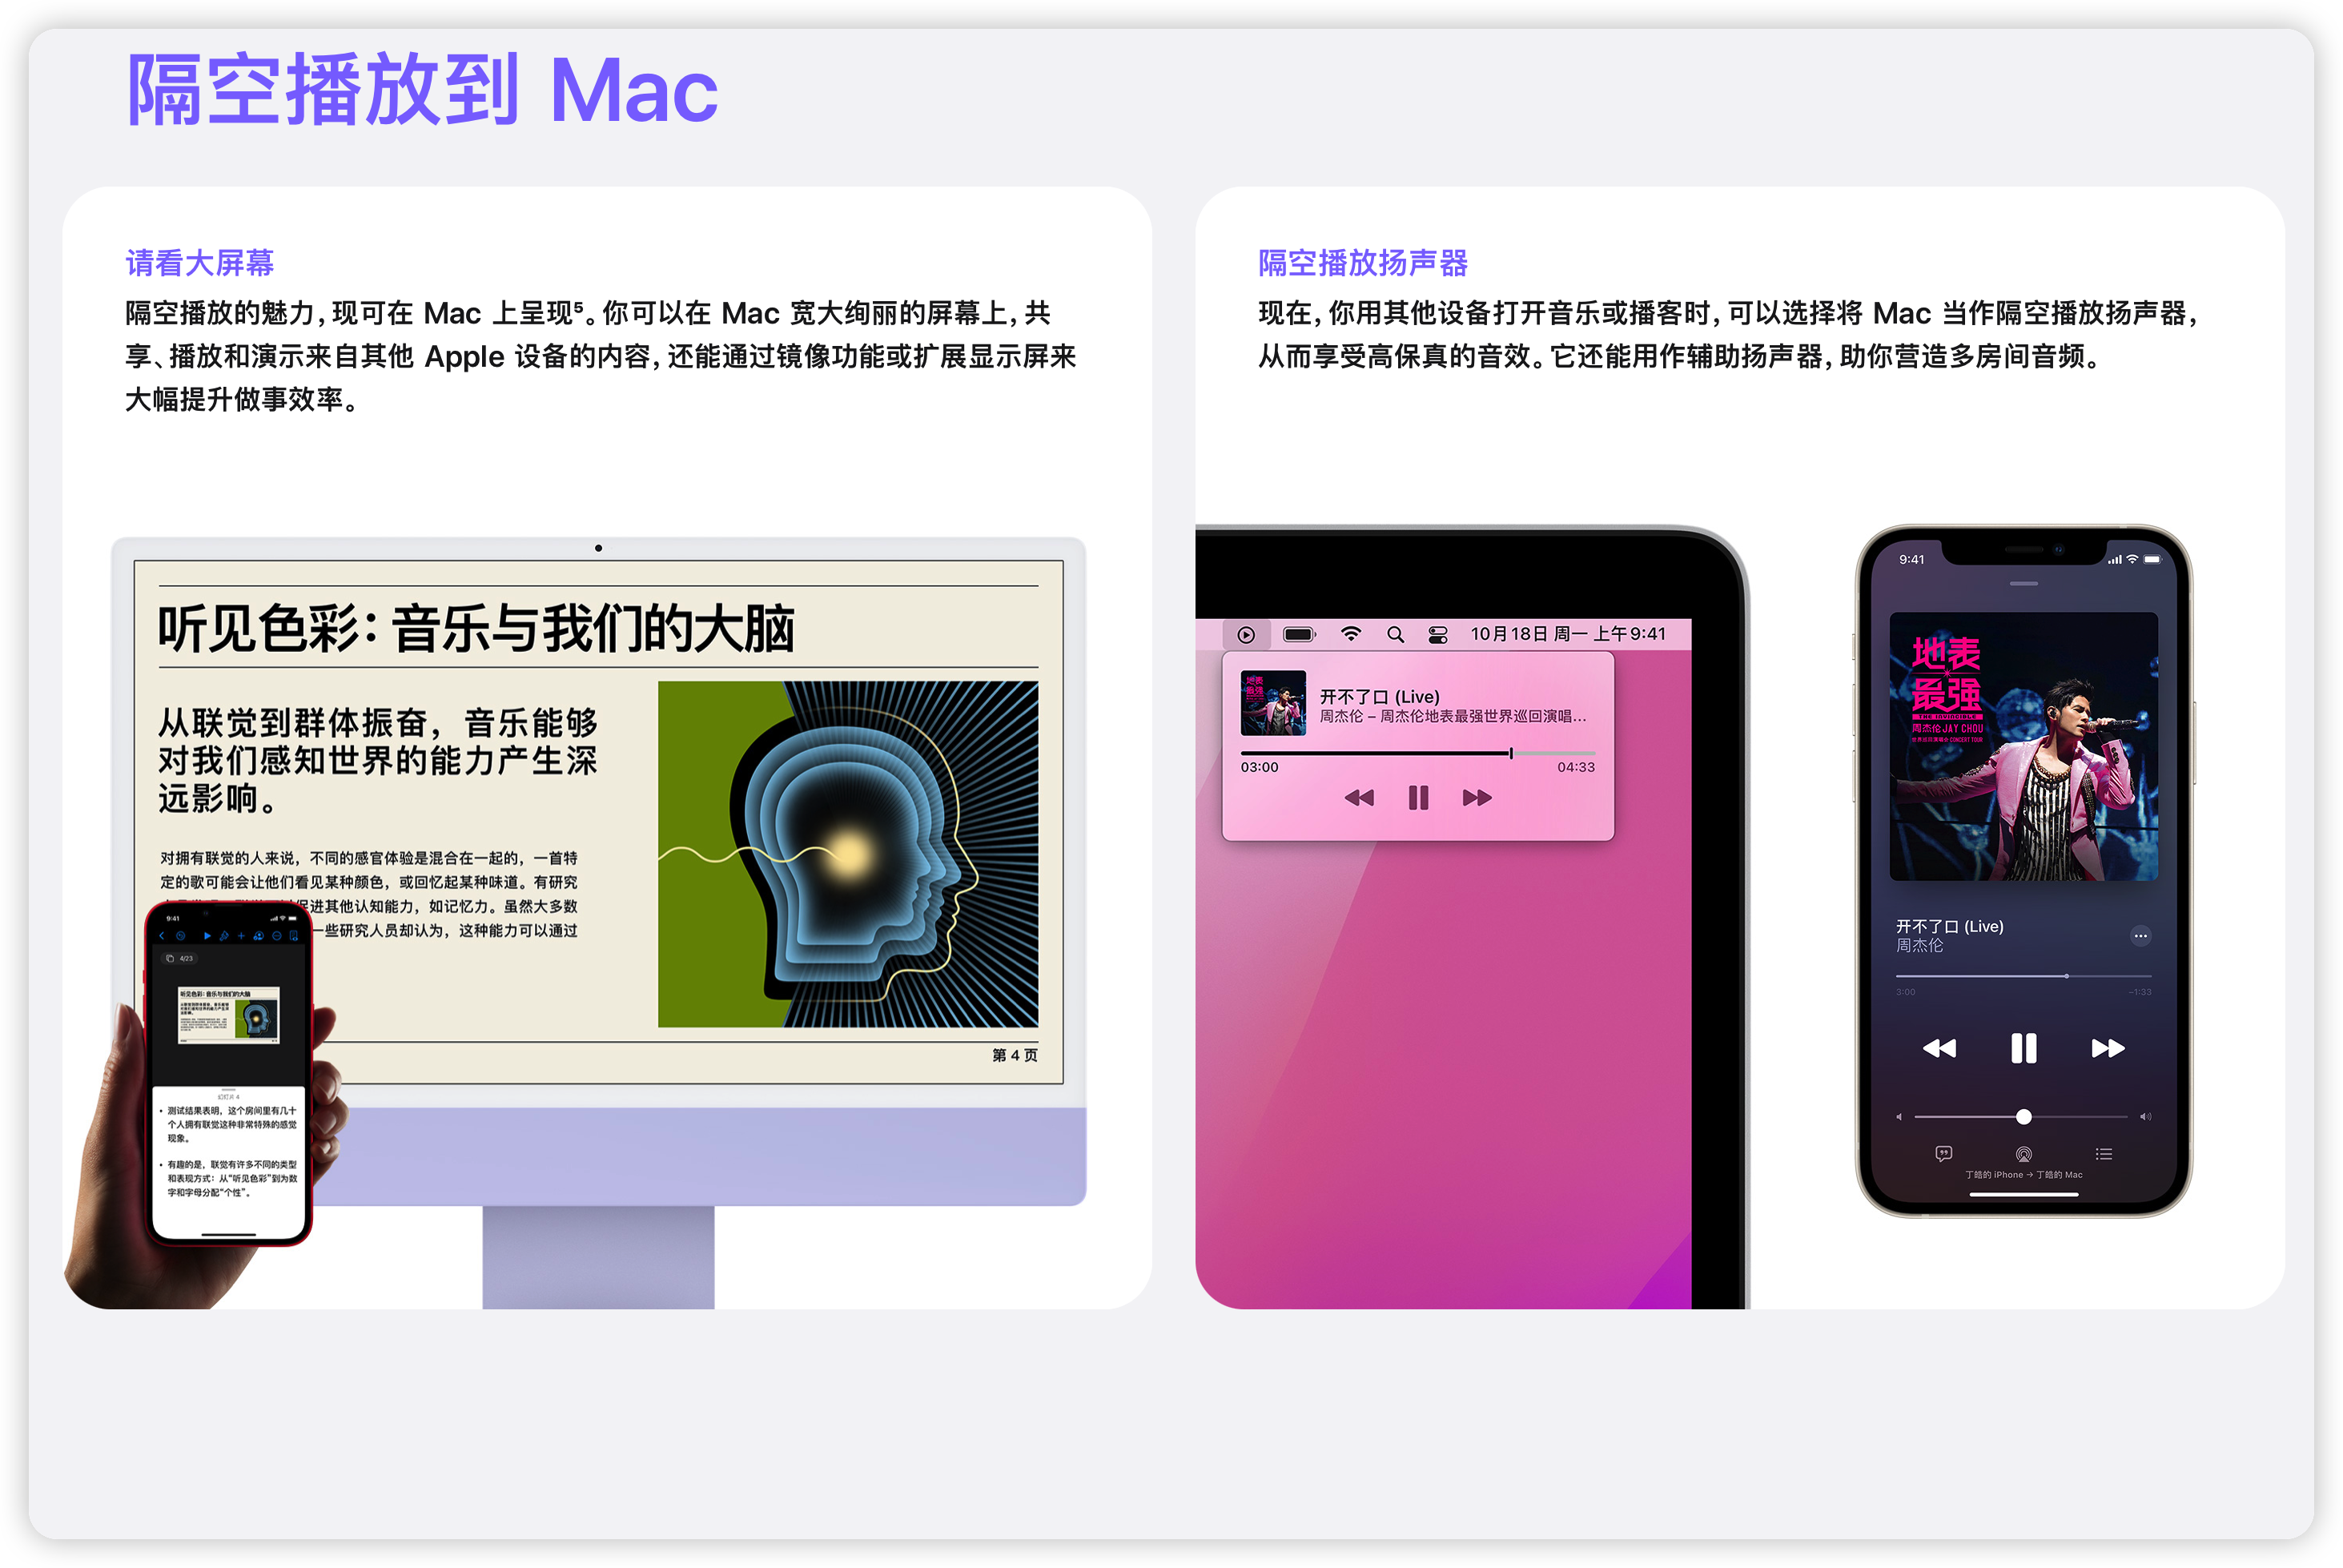 隔空播放到 Mac
请看大屏幕
隔空播放的魅力，现可在 Mac 上呈现⁵。你可以在 Mac 宽大绚丽的屏幕上，共
享、播放和演示来自其他 Apple 设备的内容，还能通过镜像功能或扩展显示屏来
大幅提升做事效率。
听见色彩：音乐与我们的大脑
从联觉到群体振奋，音乐能够
对我们感知世界的能力产生深
远影响。
对拥有联觉的人来说，不同的感官体验是混合在一起的，一首特
定的歌可能会让他们看见某种颜色，或回忆起某种味道。有研究
进其他认知能力，如记忆力。虽然大多数
一些研究人员却认为，这种能力可以通过
第 4 页
9:41
4/23
听见色彩：音乐与我们的大脑
幻灯片 4
• 测试结果表明，这个房间里有几十
个人拥有联觉这种非常特殊的感觉
现象。
• 有趣的是，联觉有许多不同的类型
和表现方式：从“听见色彩”到为数
字和字母分配“个性”。
隔空播放扬声器
现在，你用其他设备打开音乐或播客时，可以选择将 Mac 当作隔空播放扬声器，
从而享受高保真的音效。它还能用作辅助扬声器，助你营造多房间音频。
10月18日 周一 上午9:41
地表
最强
开不了口 (Live)
周杰伦 – 周杰伦地表最强世界巡回演唱...
03:00
04:33
9:41
地表
最强
THE INVINCIBLE
周杰伦 JAY CHOU
世界巡回演唱会 CONCERT TOUR
开不了口 (Live)
周杰伦
3:00
-1:33
丁皓的 iPhone → 丁皓的 Mac